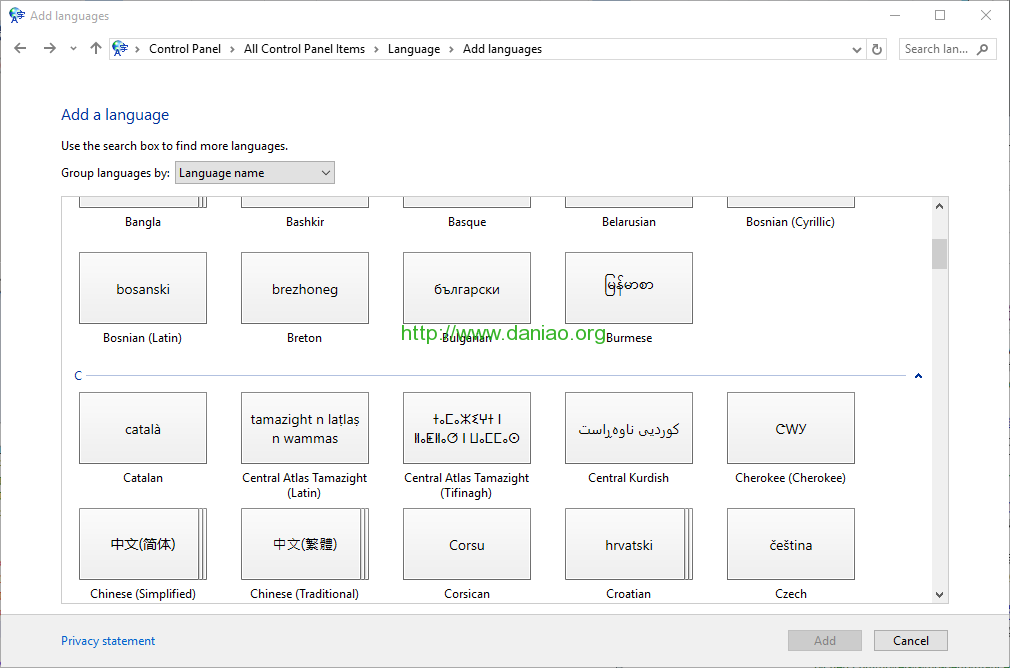 Add languages
Control Panel > All Control Panel Items > Language > Add languages
Search lan...
Add a language
Use the search box to find more languages.
Group languages by: Language name
Bangla Bashkir Basque Belarusian Bosnian (Cyrillic)
bosanski brezhoneg български မြန်မာစာ
Bosnian (Latin) Breton Bulgarian Burmese
http://www.daniao.org
C
català tamazight n laṭlaṣ n wammas ⵜⴰⵎⴰⵣⵉⵖⵜ ⵏ ⵍⴰⵟⵍⴰⵚ ⵏ ⵡⴰⵎⵎⴰⵙ کوردیی ناوەڕاست ᏣᎳᎩ
Catalan Central Atlas Tamazight (Latin) Central Atlas Tamazight (Tifinagh) Central Kurdish Cherokee (Cherokee)
中文(简体) 中文(繁體) Corsu hrvatski čeština
Chinese (Simplified) Chinese (Traditional) Corsican Croatian Czech
Privacy statement
Add Cancel